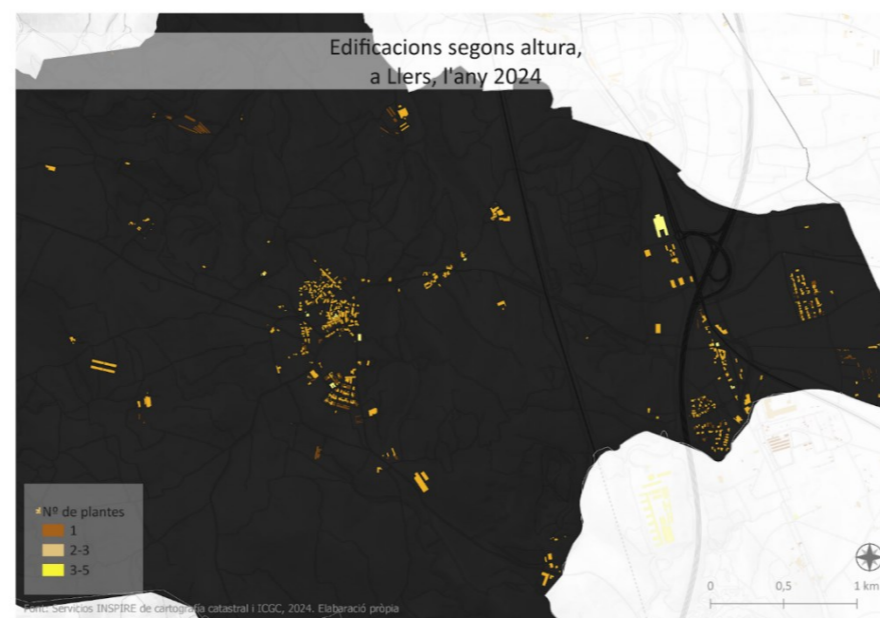 Edificacions segons altura,
a Llers, l'any 2024
Nº de plantes
1
2-3
3-5
0 0,5 1 km
Font: Servicios INSPIRE de cartografía catastral i ICGC, 2024. Elabaració pròpia